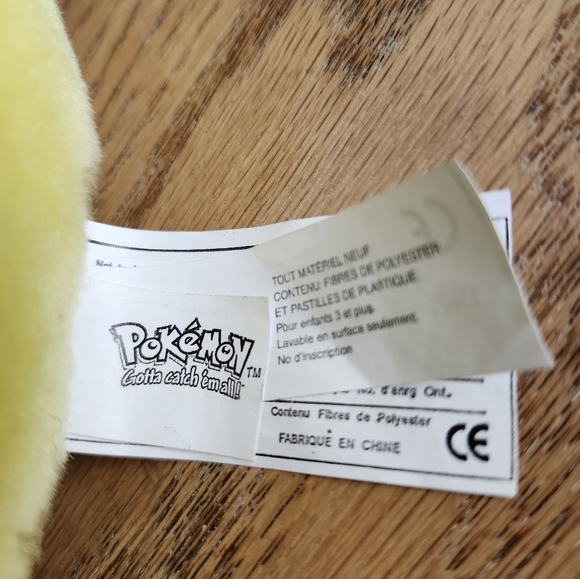 TOUT MATÉRIEL NEUF
CONTENU: FIBRES DE POLYESTER
ET PASTILLES DE PLASTIQUE
Pour enfants 3 et plus.
Lavable en surface seulement.
No d'inscription
POKéMON
Gotta catch 'em all! TM
No. d'enrg Ont.
Contenu Fibres de Polyester
FABRIQUE EN CHINE
CE